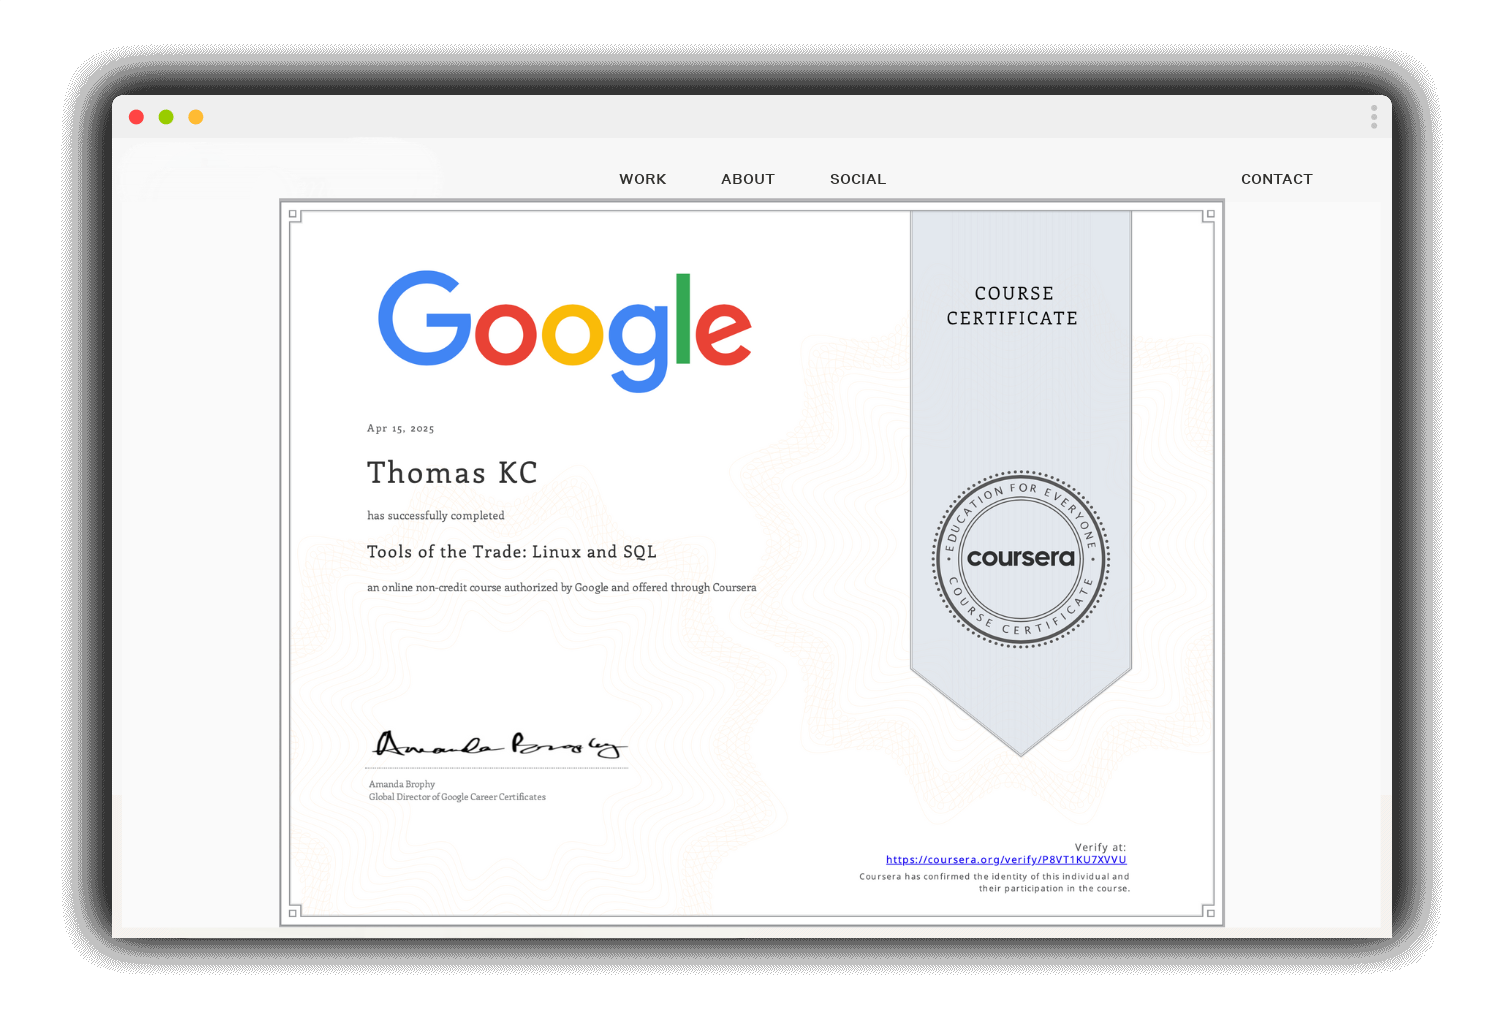 WORK ABOUT SOCIAL CONTACT
Google
COURSE
CERTIFICATE
Apr 15, 2025
Thomas KC
has successfully completed
Tools of the Trade: Linux and SQL
an online non-credit course authorized by Google and offered through Coursera
EDUCATION FOR EVERYONE
coursera
COURSE CERTIFICATE
Amanda Brophy
Amanda Brophy
Global Director of Google Career Certificates
Verify at:
https://coursera.org/verify/P8VT1KU7XVVU
Coursera has confirmed the identity of this individual and
their participation in the course.